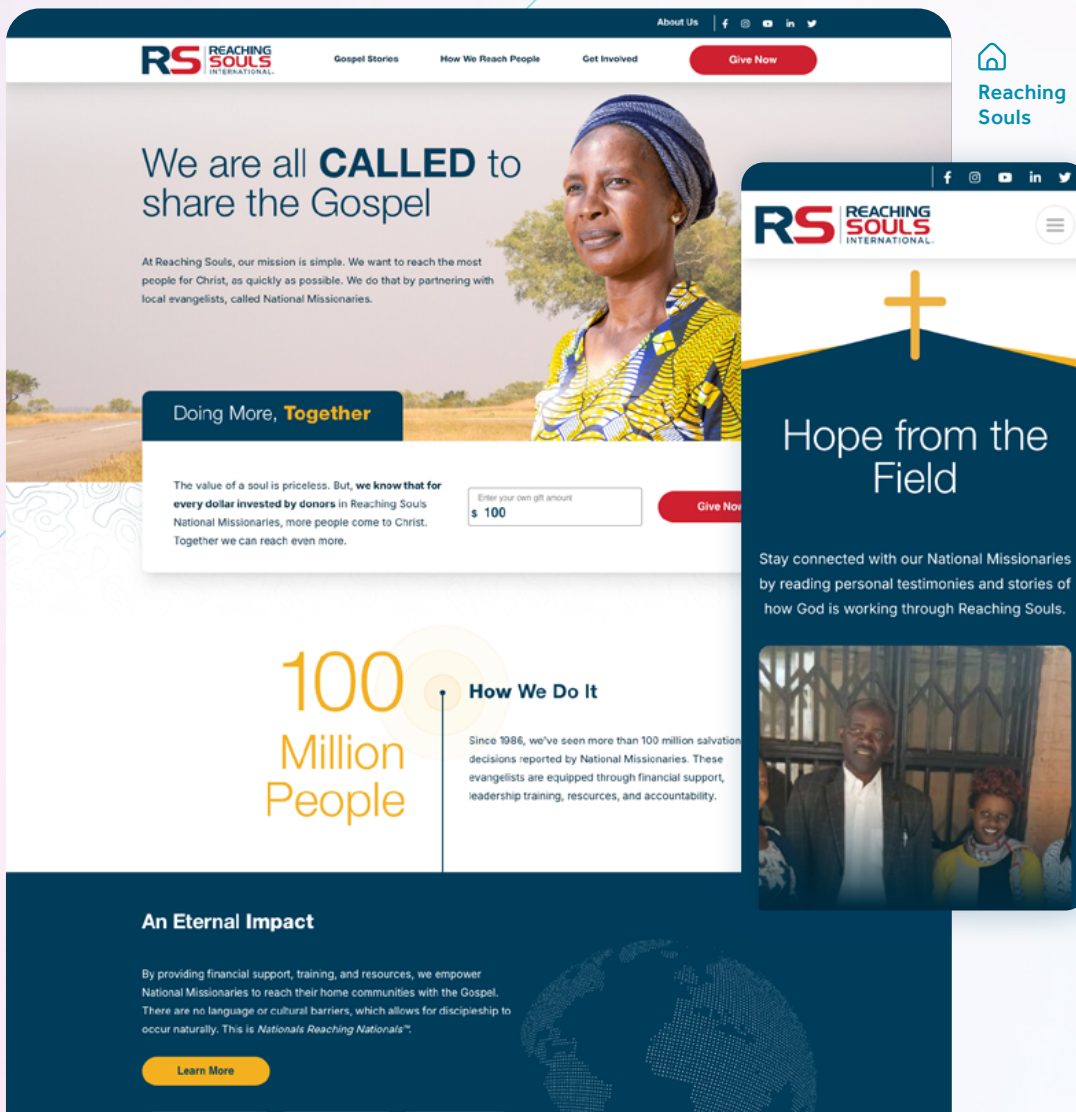 About Us
REACHING
RS SOULS
INTERNATIONAL.
Gospel Stories
How We Reach People
Get Involved
Give Now
We are all CALLED to
share the Gospel
At Reaching Souls, our mission is simple. We want to reach the most
people for Christ, as quickly as possible. We do that by partnering with
local evangelists, called National Missionaries.
Doing More, Together
The value of a soul is priceless. But, we know that for
every dollar invested by donors in Reaching Souls
National Missionaries, more people come to Christ.
Together we can reach even more.
Enter your own gift amount
$ 100
Give Now
100
Million
People
How We Do It
Since 1986, we've seen more than 100 million salvation
decisions reported by National Missionaries. These
evangelists are equipped through financial support,
leadership training, resources, and accountability.
An Eternal Impact
By providing financial support, training, and resources, we empower
National Missionaries to reach their home communities with the Gospel.
There are no language or cultural barriers, which allows for discipleship to
occur naturally. This is Nationals Reaching Nationals™.
Learn More
Reaching
Souls
REACHING
RS SOULS
INTERNATIONAL.
Hope from the
Field
Stay connected with our National Missionaries
by reading personal testimonies and stories of
how God is working through Reaching Souls.